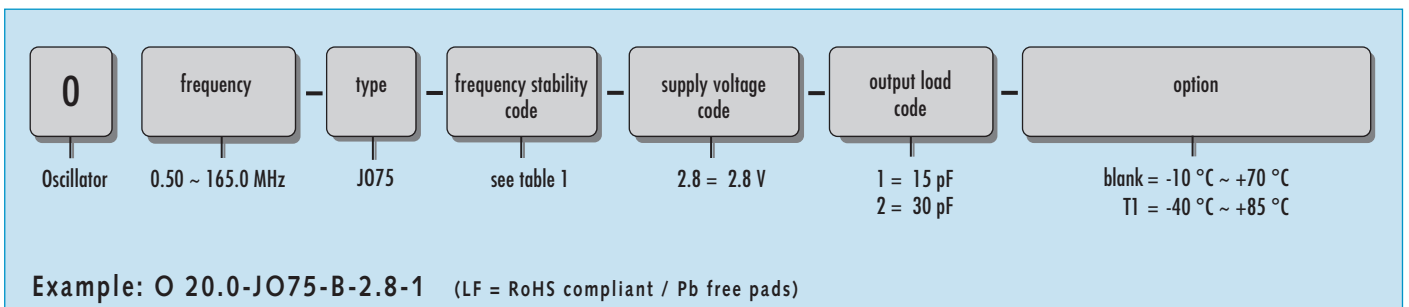 O
frequency
–
type
–
frequency stability
code
–
supply voltage
code
–
output load
code
–
option
Oscillator
0.50 ~ 165.0 MHz
JO75
see table 1
2.8 = 2.8 V
1 = 15 pF
2 = 30 pF
blank = -10 °C ~ +70 °C
T1 = -40 °C ~ +85 °C
Example: O 20.0-JO75-B-2.8-1 (LF = RoHS compliant / Pb free pads)